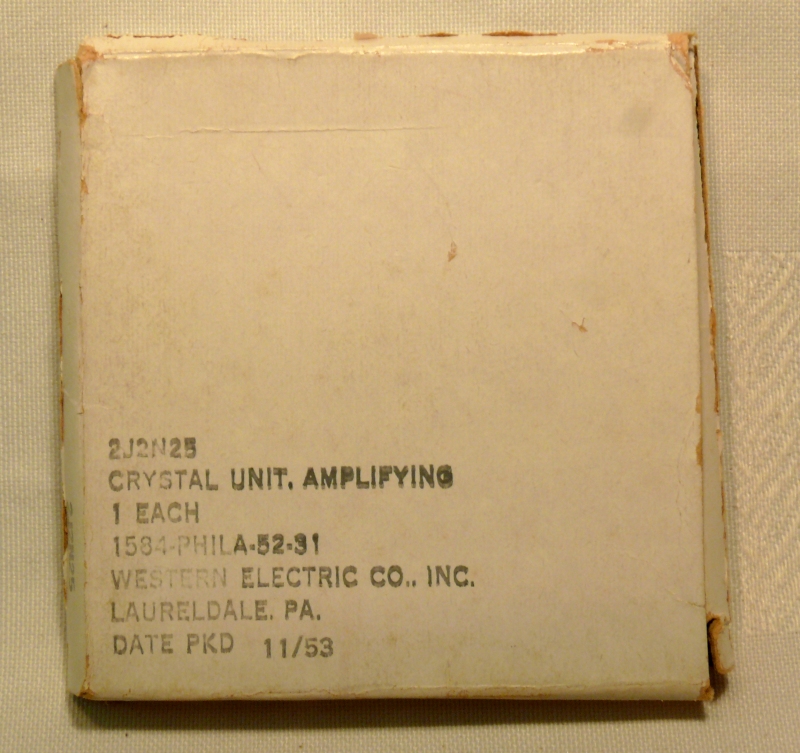 2J2N25
CRYSTAL UNIT. AMPLIFYING
1 EACH
1584-PHILA-52-31
WESTERN ELECTRIC CO., INC.
LAURELDALE. PA.
DATE PKD 11/53